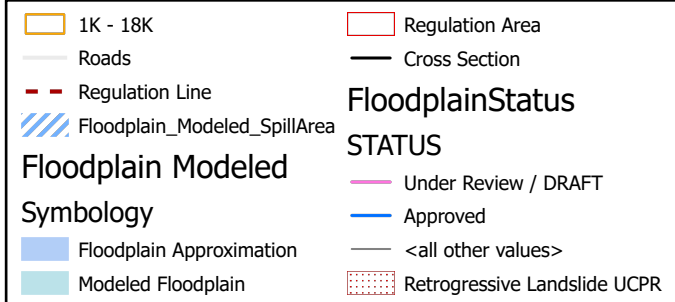 1K - 18K
Roads
Regulation Line
Floodplain_Modeled_SpillArea
Floodplain Modeled
Symbology
Floodplain Approximation
Modeled Floodplain
Regulation Area
Cross Section
FloodplainStatus
STATUS
Under Review / DRAFT
Approved
<all other values>
Retrogressive Landslide UCPR